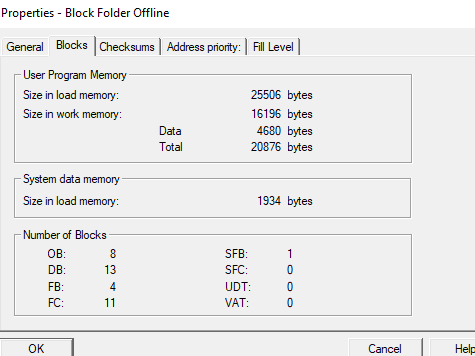 Properties - Block Folder Offline
General Blocks Checksums Address priority: Fill Level
User Program Memory
Size in load memory: 25506 bytes
Size in work memory: 16196 bytes
Data 4680 bytes
Total 20876 bytes
System data memory
Size in load memory: 1934 bytes
Number of Blocks
OB: 8 SFB: 1
DB: 13 SFC: 0
FB: 4 UDT: 0
FC: 11 VAT: 0
OK Cancel Help